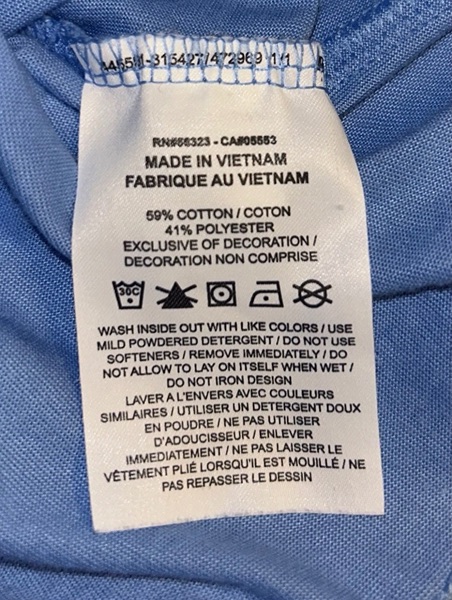 1/1
RN#56323 - CA#05553
MADE IN VIETNAM
FABRIQUE AU VIETNAM
59% COTTON / COTON
41% POLYESTER
EXCLUSIVE OF DECORATION /
DECORATION NON COMPRISE
30C
WASH INSIDE OUT WITH LIKE COLORS / USE
MILD POWDERED DETERGENT / DO NOT USE
SOFTENERS / REMOVE IMMEDIATELY / DO
NOT ALLOW TO LAY ON ITSELF WHEN WET /
DO NOT IRON DESIGN
LAVER A L'ENVERS AVEC COULEURS
SIMILAIRES / UTILISER UN DETERGENT DOUX
EN POUDRE / NE PAS UTILISER
D'ADOUCISSEUR / ENLEVER
IMMEDIATEMENT / NE PAS LAISSER LE
VÊTEMENT PLIÉ LORSQU'IL EST MOUILLÉ / NE
PAS REPASSER LE DESSIN